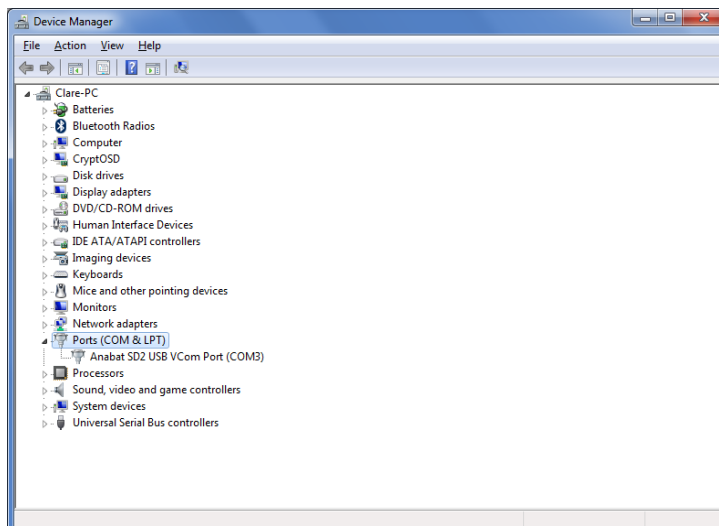 Device Manager
File Action View Help
Clare-PC
Batteries
Bluetooth Radios
Computer
CryptOSD
Disk drives
Display adapters
DVD/CD-ROM drives
Human Interface Devices
IDE ATA/ATAPI controllers
Imaging devices
Keyboards
Mice and other pointing devices
Monitors
Network adapters
Ports (COM & LPT)
Anabat SD2 USB VCom Port (COM3)
Processors
Sound, video and game controllers
System devices
Universal Serial Bus controllers